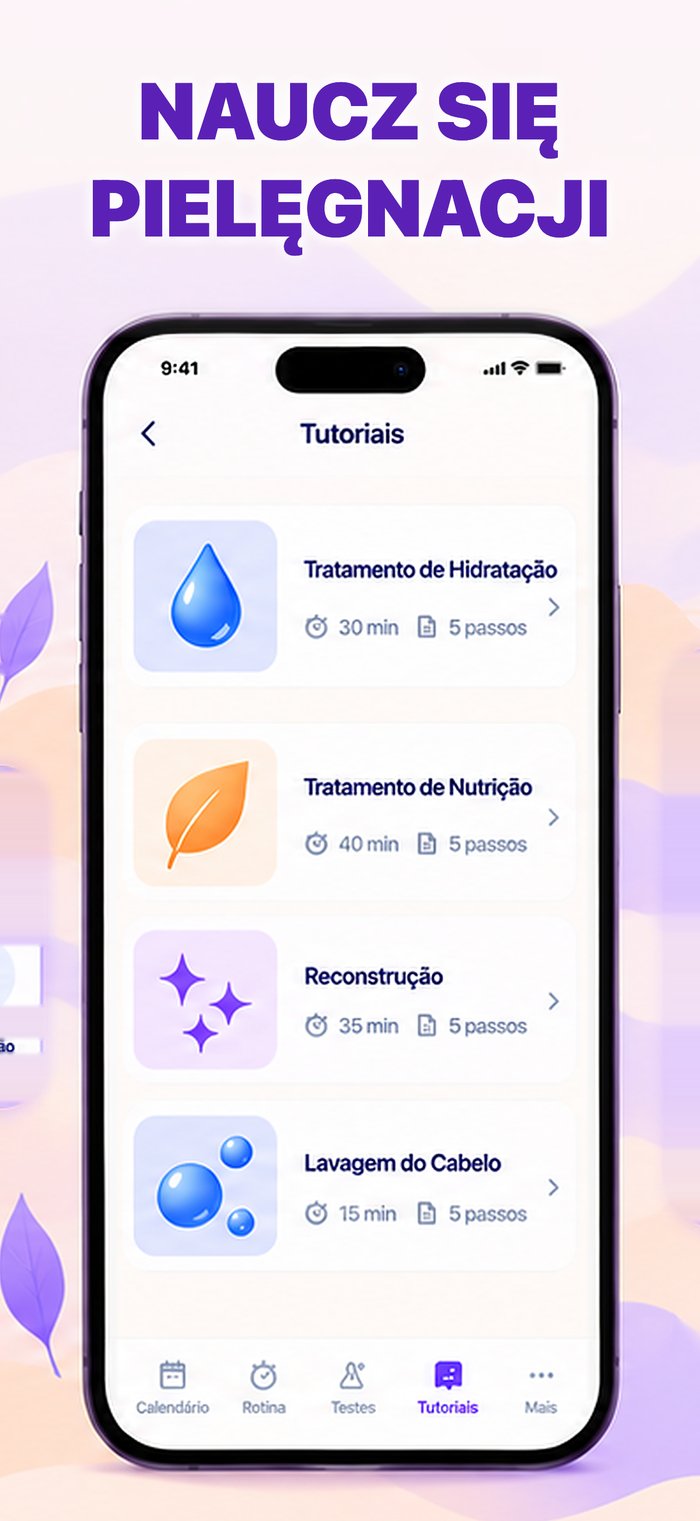 NAUCZ SIĘ
PIELĘGNACJI
9:41
Tutoriais
Tratamento de Hidratação
30 min 5 passos
Tratamento de Nutrição
40 min 5 passos
Reconstrução
35 min 5 passos
ão
Lavagem do Cabelo
15 min 5 passos
Calendário Rotina Testes Tutoriais Mais